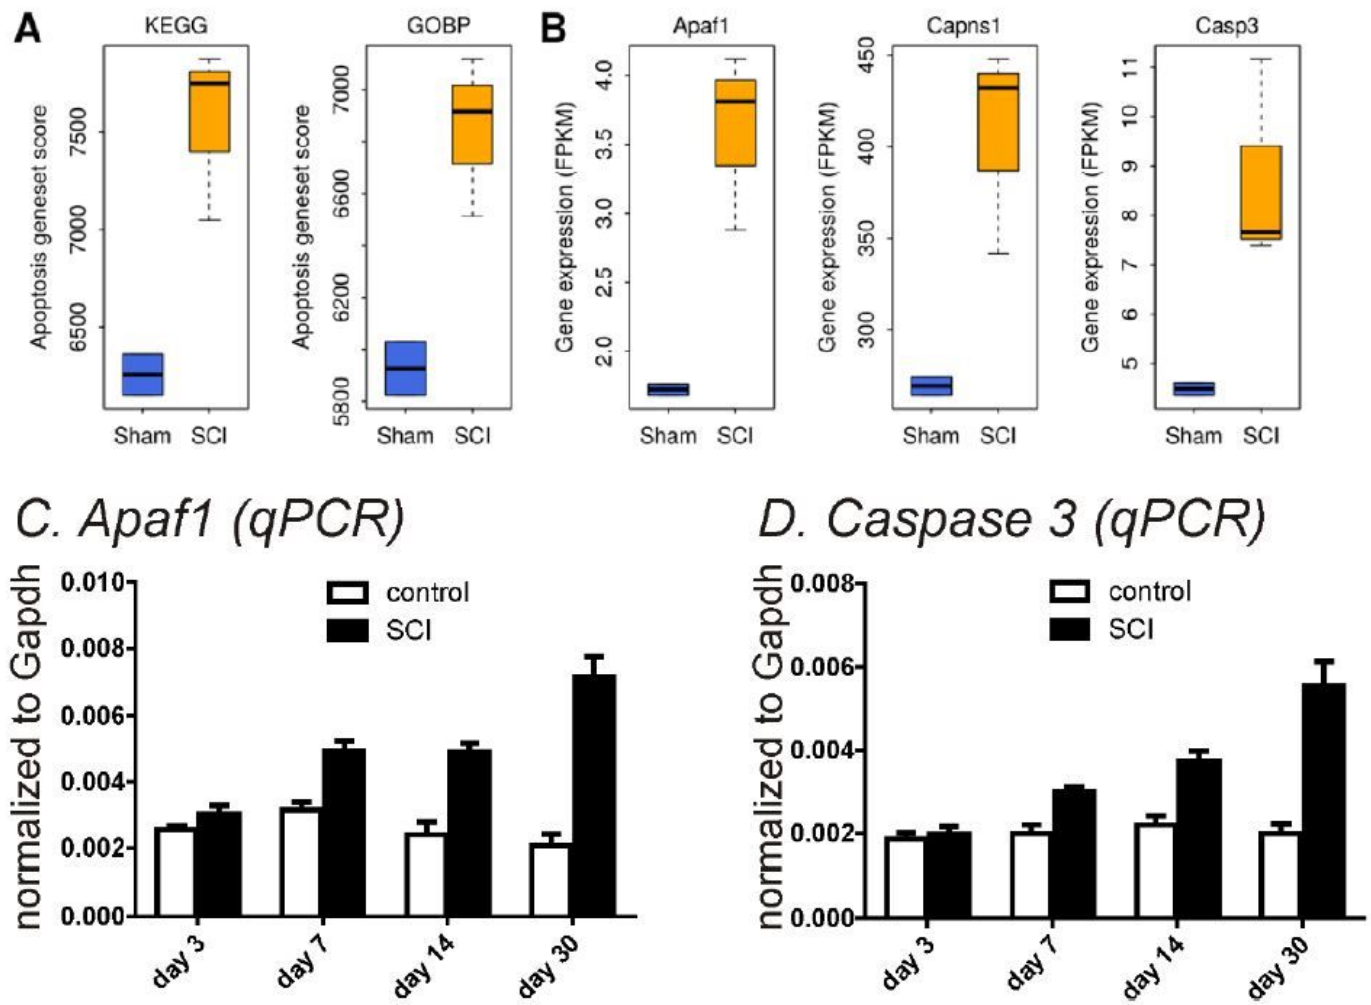 A
KEGG
Apoptosis geneset score
7500
7000
6500
Sham SCI
GOBP
Apoptosis geneset score
7000
6600
6200
5800
Sham SCI
B
Apaf1
Gene expression (FPKM)
4.0
3.5
3.0
2.5
2.0
Sham SCI
Capns1
Gene expression (FPKM)
450
400
350
300
Sham SCI
Casp3
Gene expression (FPKM)
11
10
9
8
7
6
5
Sham SCI
C. Apaf1 (qPCR)
normalized to Gapdh
0.010
0.008
0.006
0.004
0.002
0.000
control
SCI
day 3
day 7
day 14
day 30
D. Caspase 3 (qPCR)
normalized to Gapdh
0.008
0.006
0.004
0.002
0.000
control
SCI
day 3
day 7
day 14
day 30